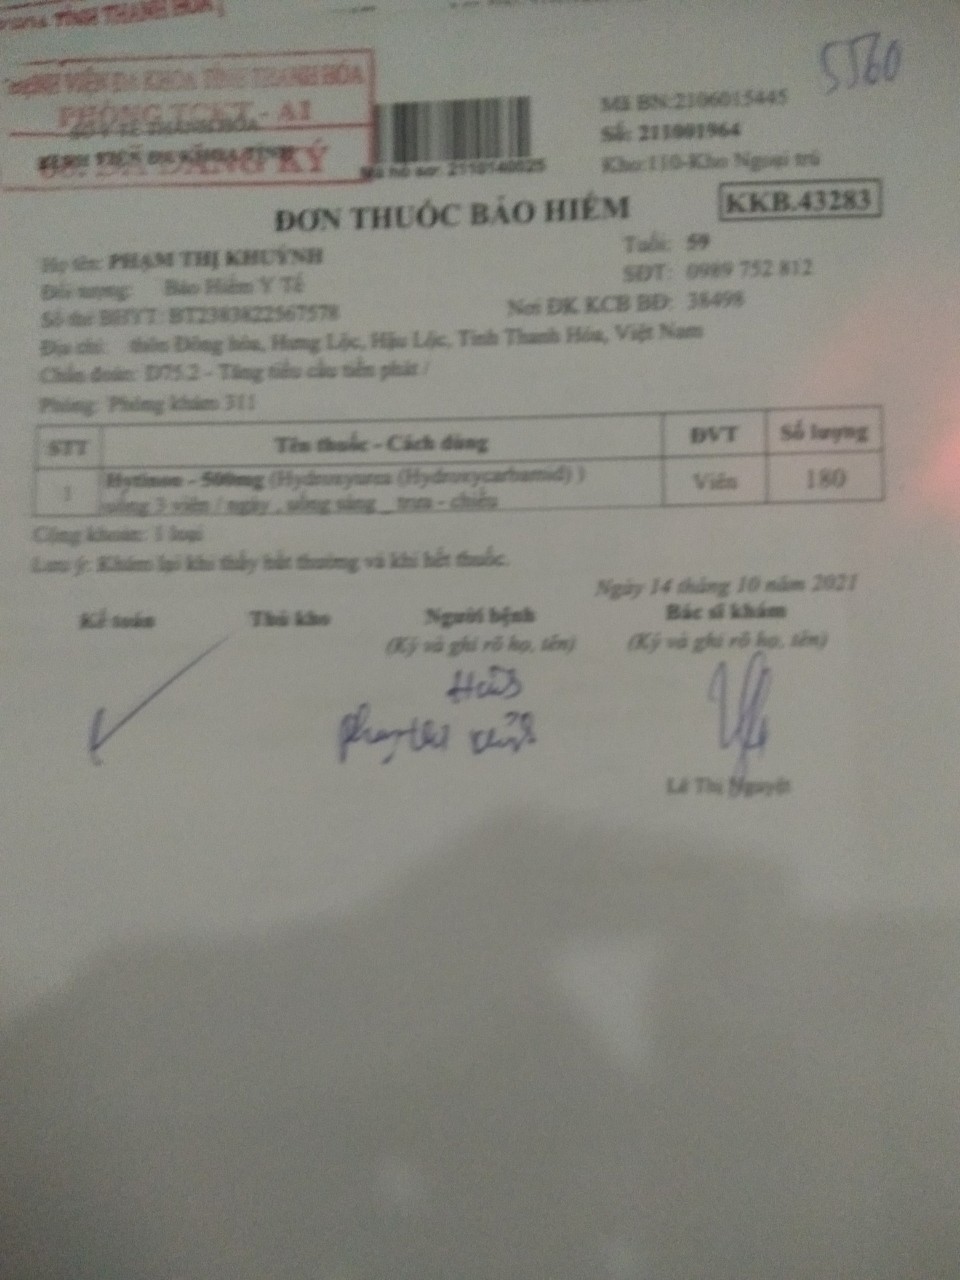 TỈNH THANH HÓA
5560
BỆNH VIỆN ĐA KHOA TỈNH THANH HÓA
PHÒNG TCKT - A1
ĐÃ ĐĂNG KÝ
SỞ Y TẾ THANH HÓA
BỆNH VIỆN ĐA KHOA TỈNH
Mã hồ sơ: 2110140025
Mã BN:2106015445
Số: 211001964
Kho:110-Kho Ngoại trú
ĐƠN THUỐC BẢO HIỂM
KKB.43283
Họ tên: PHẠM THỊ KHUỲNH
Tuổi: 59
Đối tượng: Bảo Hiểm Y Tế
SĐT: 0989 752 812
Số thẻ BHYT: BT2383822567578
Nơi ĐK KCB BĐ: 38498
Địa chỉ: thôn Đông hòa, Hưng Lộc, Hậu Lộc, Tỉnh Thanh Hóa, Việt Nam
Chẩn đoán: D75.2 - Tăng tiểu cầu tiên phát /
Phòng: Phòng khám 311
STT Tên thuốc - Cách dùng ĐVT Số lượng
1 Hytinon - 500mg (Hydroxyurea (Hydroxycarbamid) ) Viên 180
uống 3 viên / ngày , uống sáng _ trưa - chiều
Cộng khoản: 1 loại
Lưu ý: Khám lại khi thấy bất thường và khi hết thuốc.
Ngày 14 tháng 10 năm 2021
Kế toán Thủ kho Người bệnh Bác sĩ khám
(Ký và ghi rõ họ, tên) (Ký và ghi rõ họ, tên)
Lê Thị Nguyệt